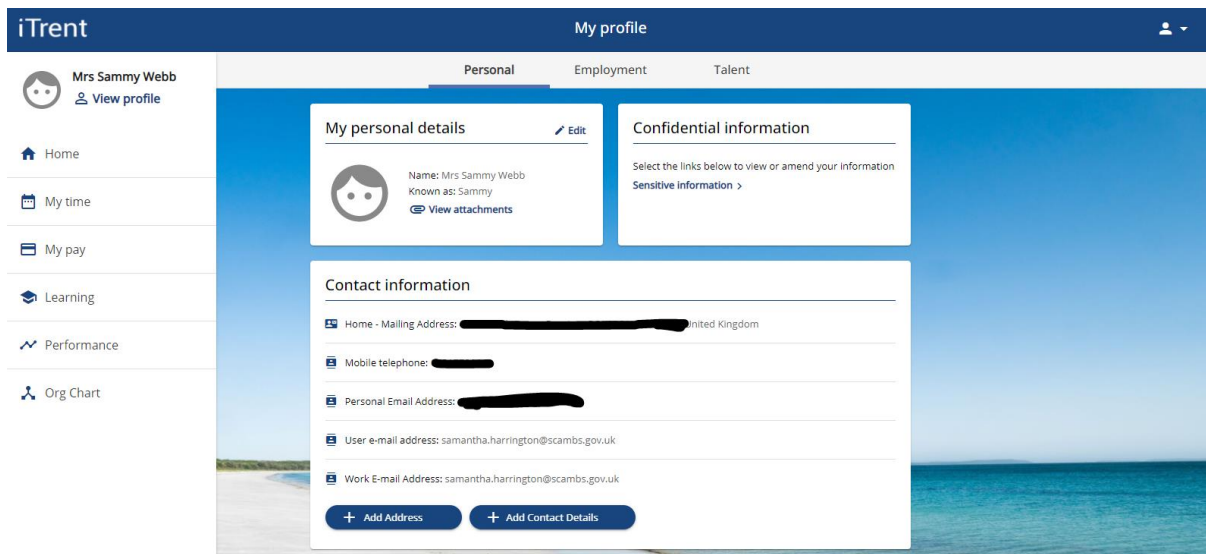 iTrent
My profile
Mrs Sammy Webb
View profile
Home
My time
My pay
Learning
Performance
Org Chart
Personal
Employment
Talent
My personal details
Edit
Name: Mrs Sammy Webb
Known as: Sammy
View attachments
Confidential information
Select the links below to view or amend your information
Sensitive information >
Contact information
Home - Mailing Address: United Kingdom
Mobile telephone:
Personal Email Address:
User e-mail address: samantha.harrington@scambs.gov.uk
Work E-mail Address: samantha.harrington@scambs.gov.uk
+ Add Address
+ Add Contact Details